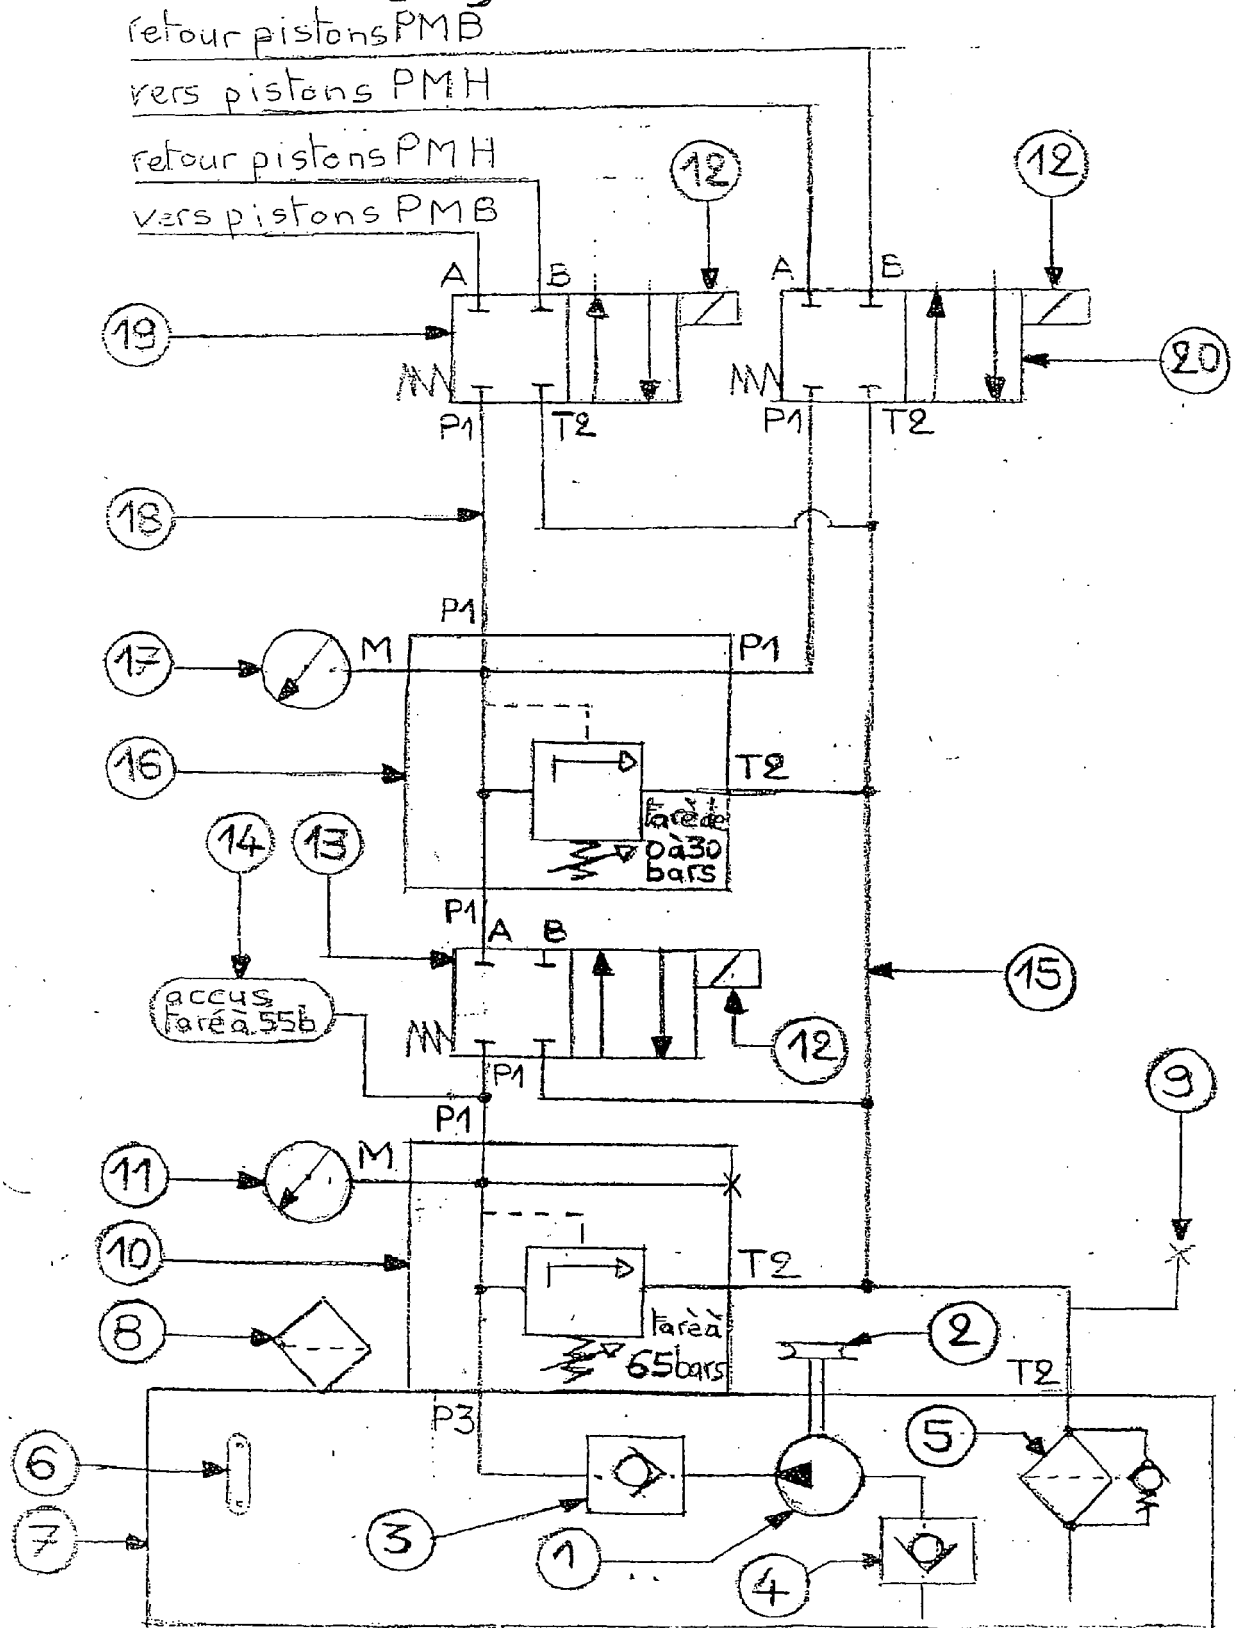 retour pistons PMB
vers pistons PMH
retour pistons PMH
vers pistons PMB
12
12
A B
A B
19
20
P1 T2
P1 T2
18
P1
17
M
P1
16
T2
taré de
0 à 30
bars
14
13
P1
A B
15
accus
taré à 55b
12
P1
9
P1
11
M
10
T2
8
taré à
65 bars
2
T2
P3
5
6
7
3
1
4